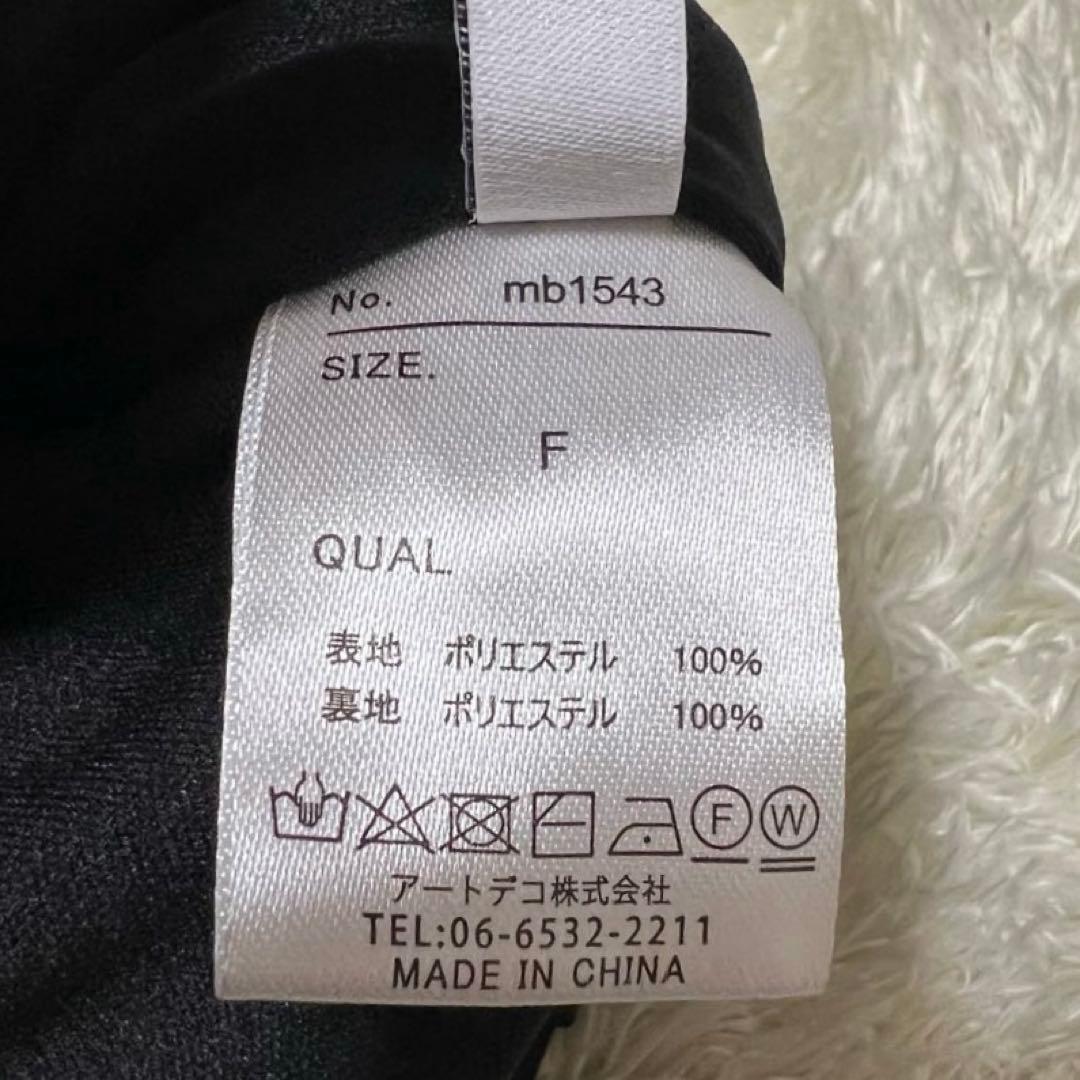 No. mb1543
SIZE.
F
QUAL.
表地 ポリエステル 100%
裏地 ポリエステル 100%
F W
アートデコ株式会社
TEL:06-6532-2211
MADE IN CHINA